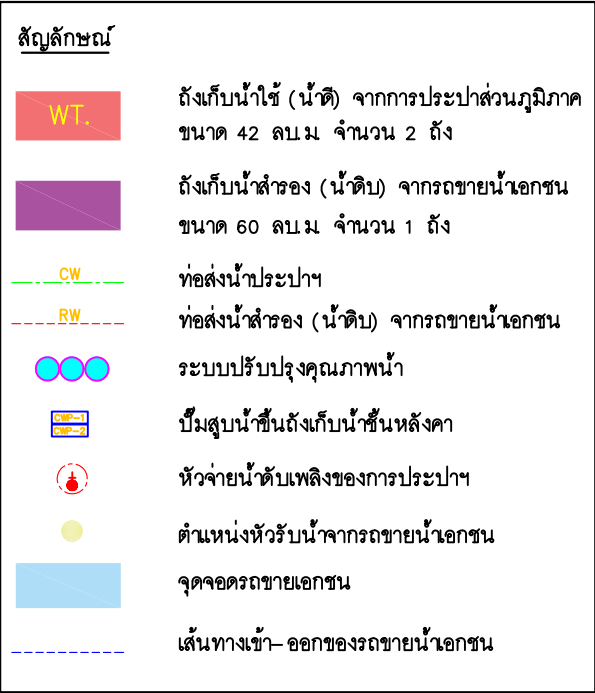 สัญลักษณ์
WT.
ถังเก็บน้ำใช้ (น้ำดี) จากการประปาส่วนภูมิภาค
ขนาด 42 ลบ.ม. จำนวน 2 ถัง
ถังเก็บน้ำสำรอง (น้ำดิบ) จากรถขายน้ำเอกชน
ขนาด 60 ลบ.ม. จำนวน 1 ถัง
CW
ท่อส่งน้ำประปาฯ
RW
ท่อส่งน้ำสำรอง (น้ำดิบ) จากรถขายน้ำเอกชน
ระบบปรับปรุงคุณภาพน้ำ
CWP-1
CWP-2
ปั๊มสูบน้ำขึ้นถังเก็บน้ำชั้นหลังคา
หัวจ่ายน้ำดับเพลิงของการประปาฯ
ตำแหน่งหัวรับน้ำจากรถขายน้ำเอกชน
จุดจอดรถขายเอกชน
เส้นทางเข้า-ออกของรถขายน้ำเอกชน